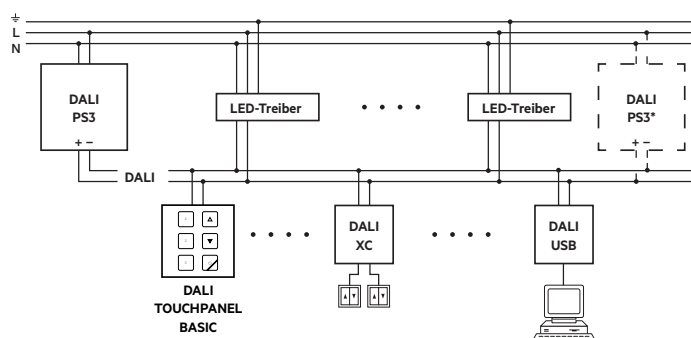 L
N
DALI
PS3
+ −
LED-Treiber
LED-Treiber
DALI
PS3*
+ −
DALI
DALI
TOUCHPANEL
BASIC
DALI
XC
DALI
USB